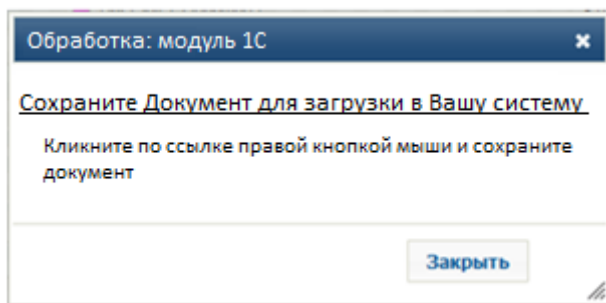 Обработка: модуль 1С
Сохраните Документ для загрузки в Вашу систему
Кликните по ссылке правой кнопкой мыши и сохраните
документ
Закрыть